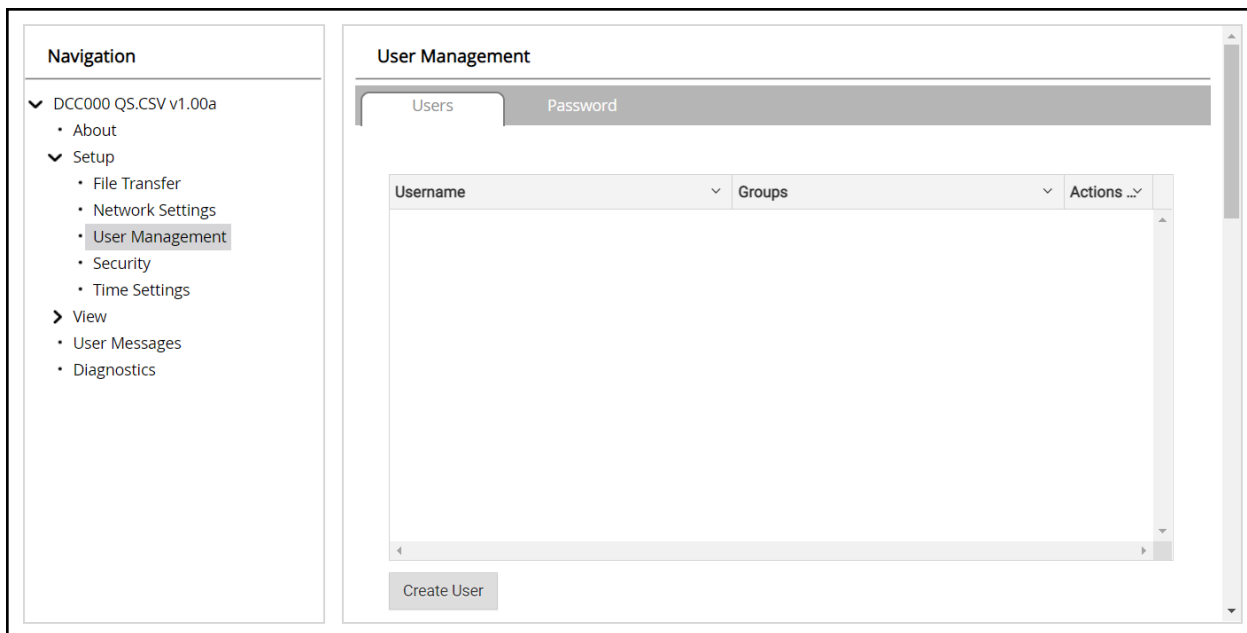 Navigation
DCC000 QS.CSV v1.00a
About
Setup
File Transfer
Network Settings
User Management
Security
Time Settings
View
User Messages
Diagnostics
User Management
Users Password
Username Groups Actions ...
Create User